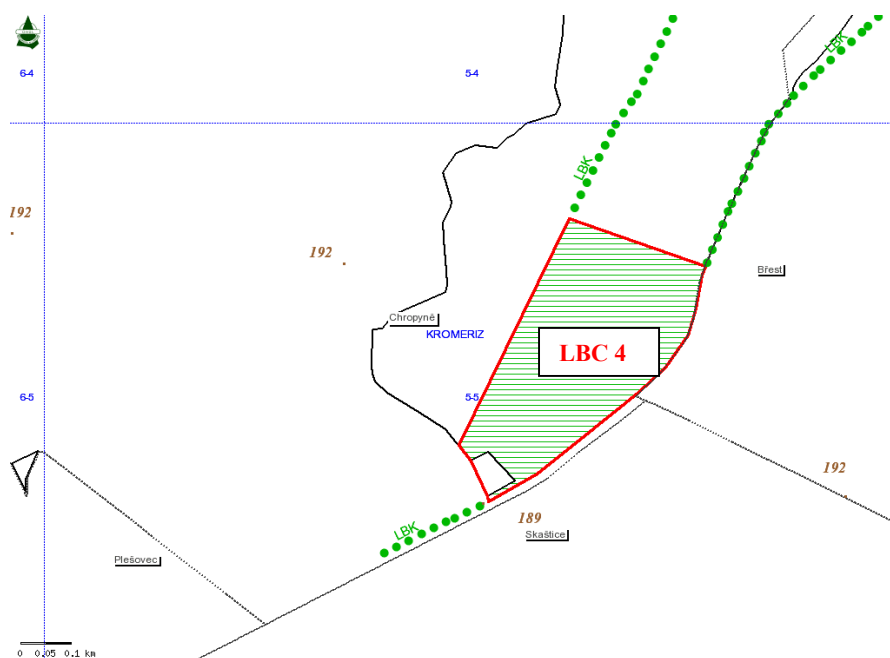 LBK
LBK
6-4
5-4
LBK
192
192
Břest
Chropyně
KROMERIZ
LBC 4
6-5
5-5
192
189
LBK
Skaštice
Plešovec
0 0.05 0.1 km